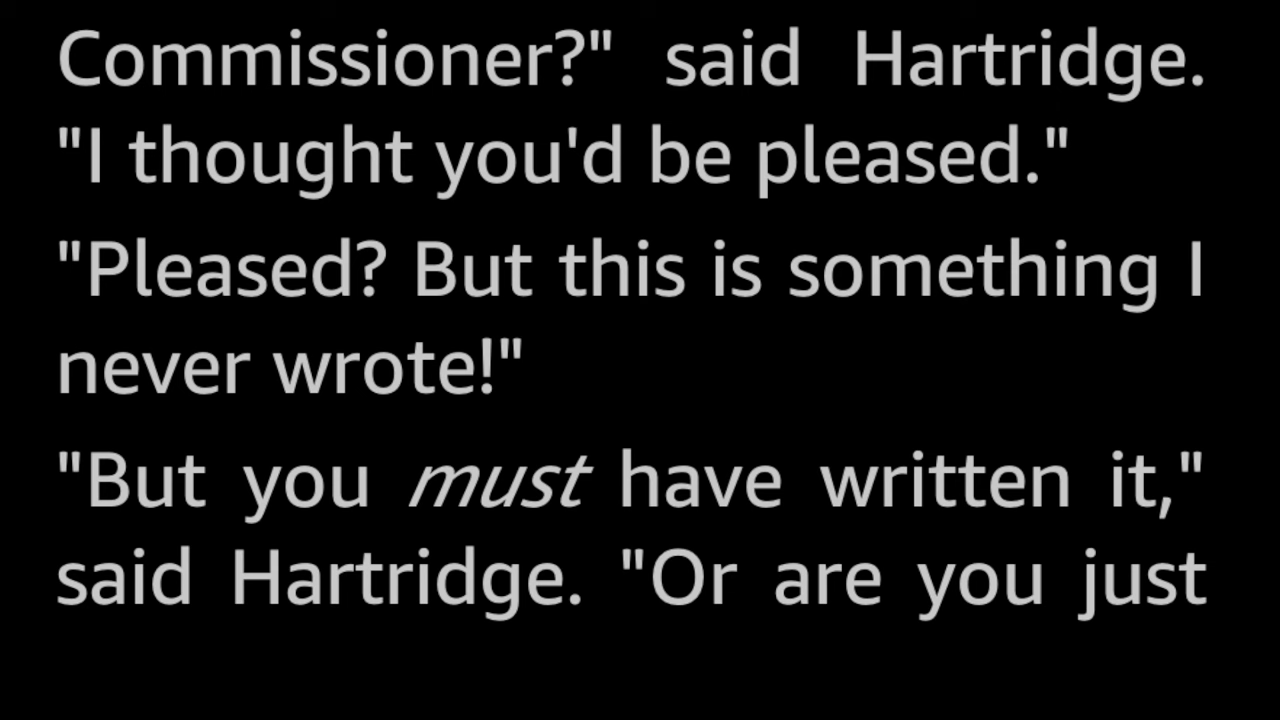 Commissioner?" said Hartridge.
"I thought you'd be pleased."
"Pleased? But this is something I
never wrote!"
"But you must have written it,"
said Hartridge. "Or are you just